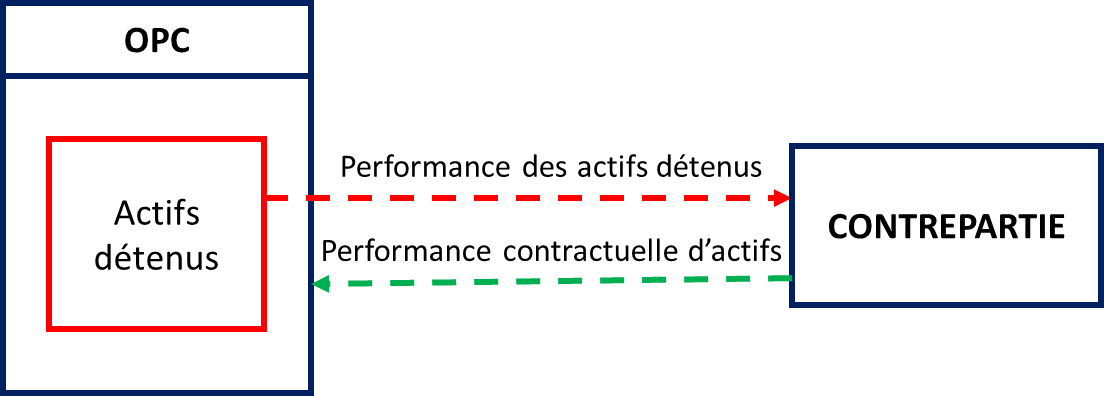 OPC
Actifs
détenus
Performance des actifs détenus
Performance contractuelle d’actifs
CONTREPARTIE